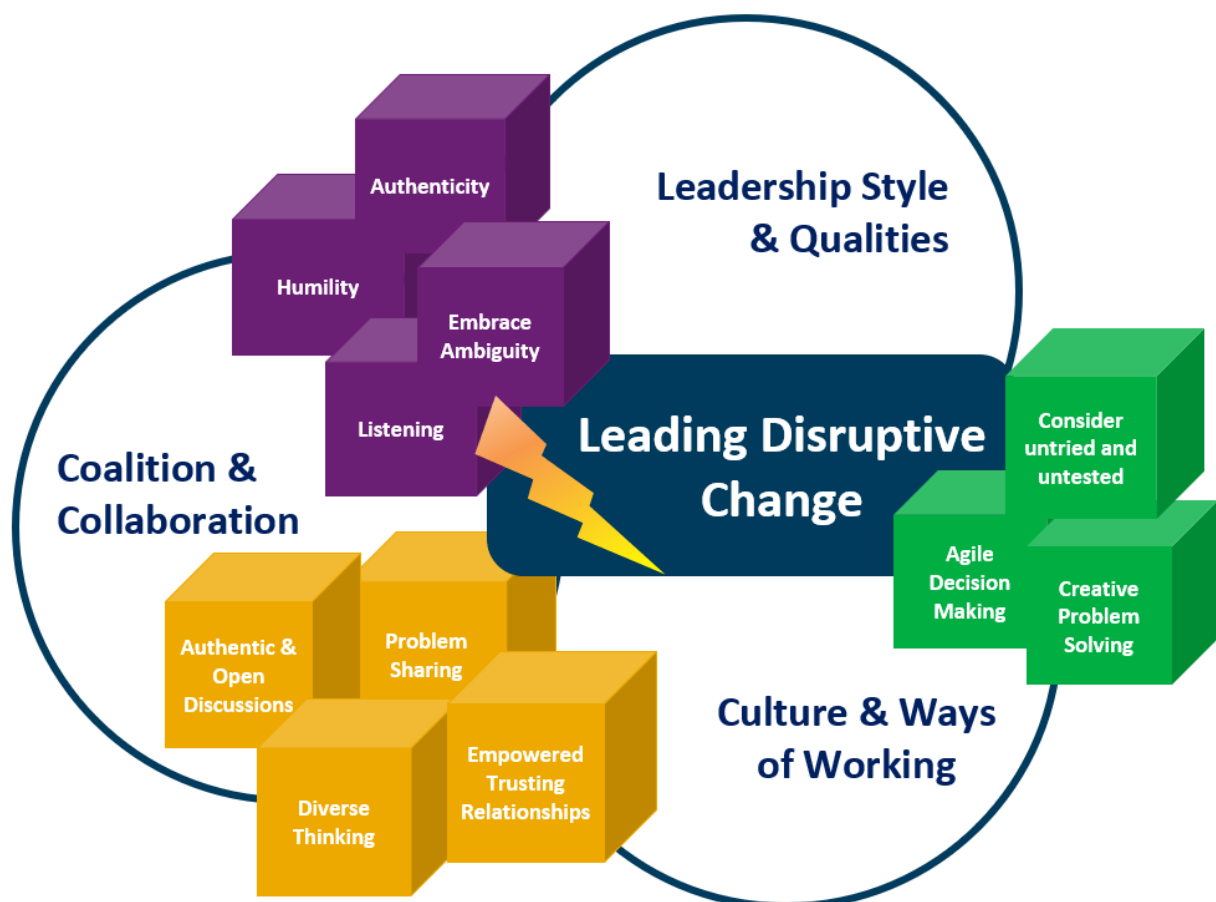 Authenticity
Humility
Embrace
Ambiguity
Listening
Leadership Style
& Qualities
Coalition &
Collaboration
Leading Disruptive
Change
Consider
untried and
untested
Agile
Decision
Making
Creative
Problem
Solving
Authentic &
Open
Discussions
Problem
Sharing
Diverse
Thinking
Empowered
Trusting
Relationships
Culture & Ways
of Working